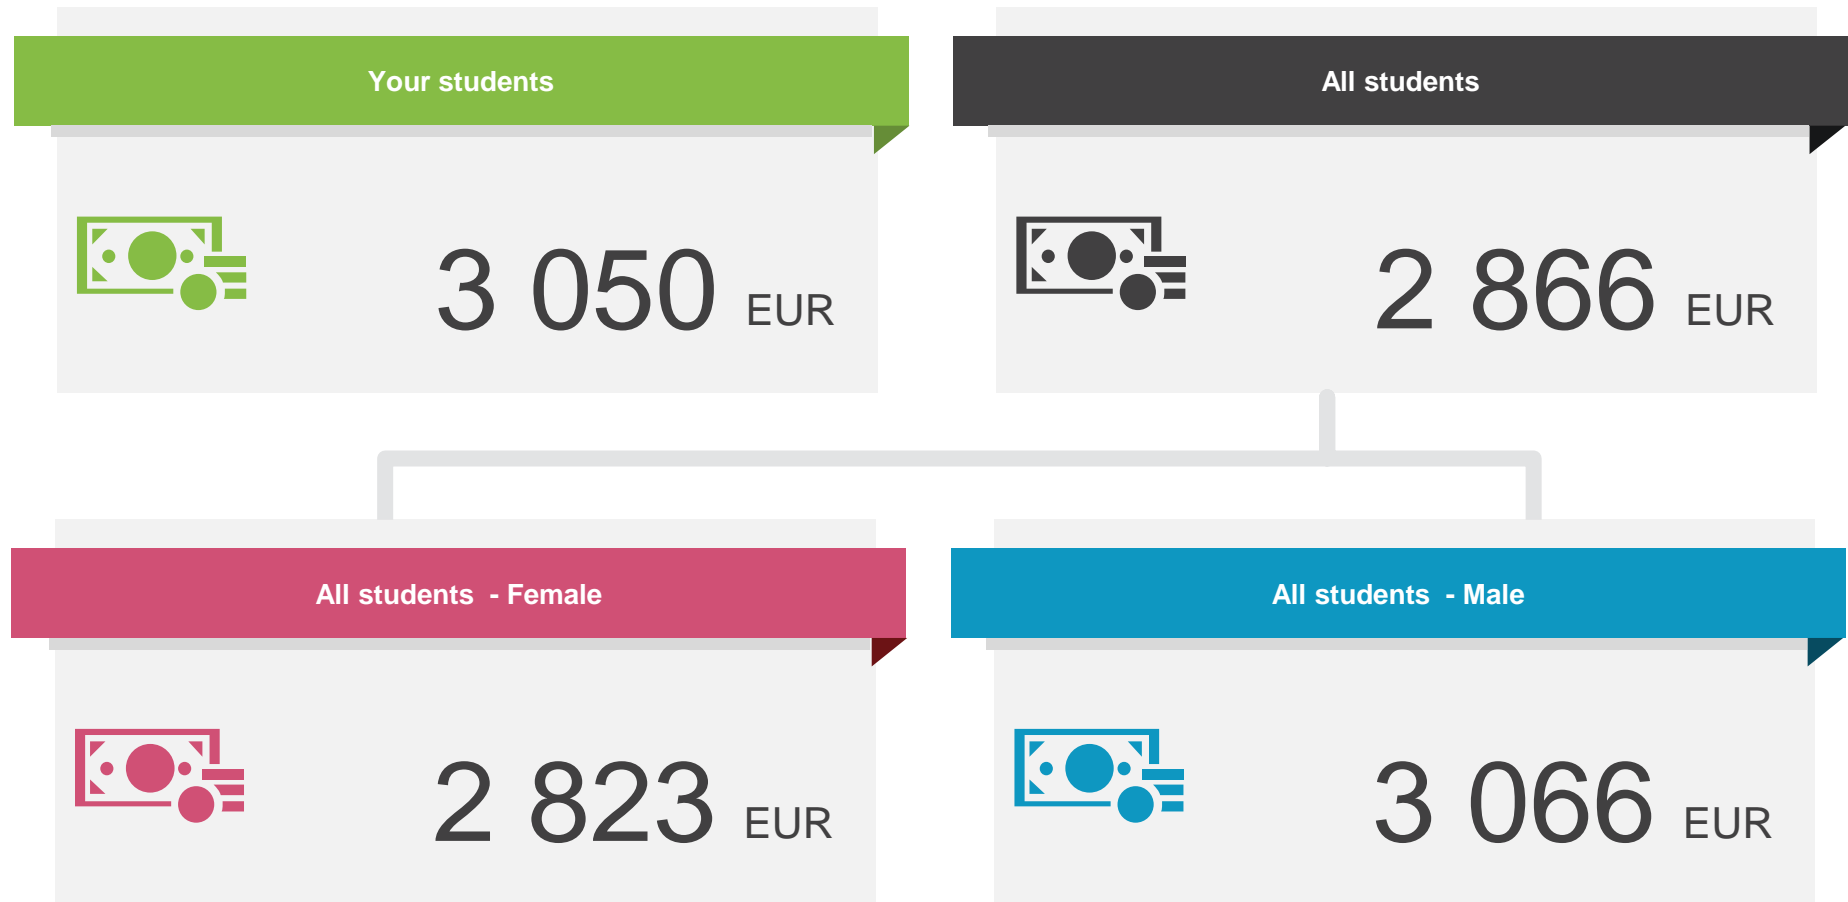 Your students
3 050 EUR
All students
2 866 EUR
All students - Female
2 823 EUR
All students - Male
3 066 EUR